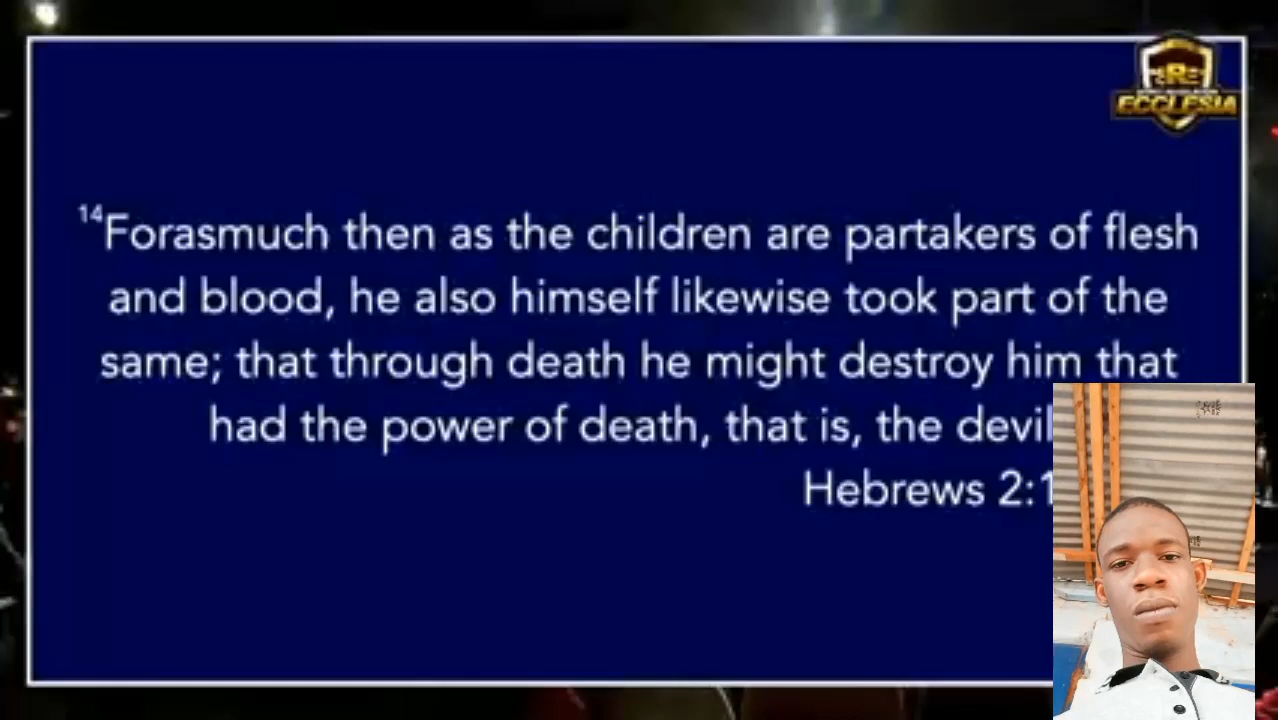 ECCLESIA
14Forasmuch then as the children are partakers of flesh
and blood, he also himself likewise took part of the
same; that through death he might destroy him that
had the power of death, that is, the devil
Hebrews 2:1